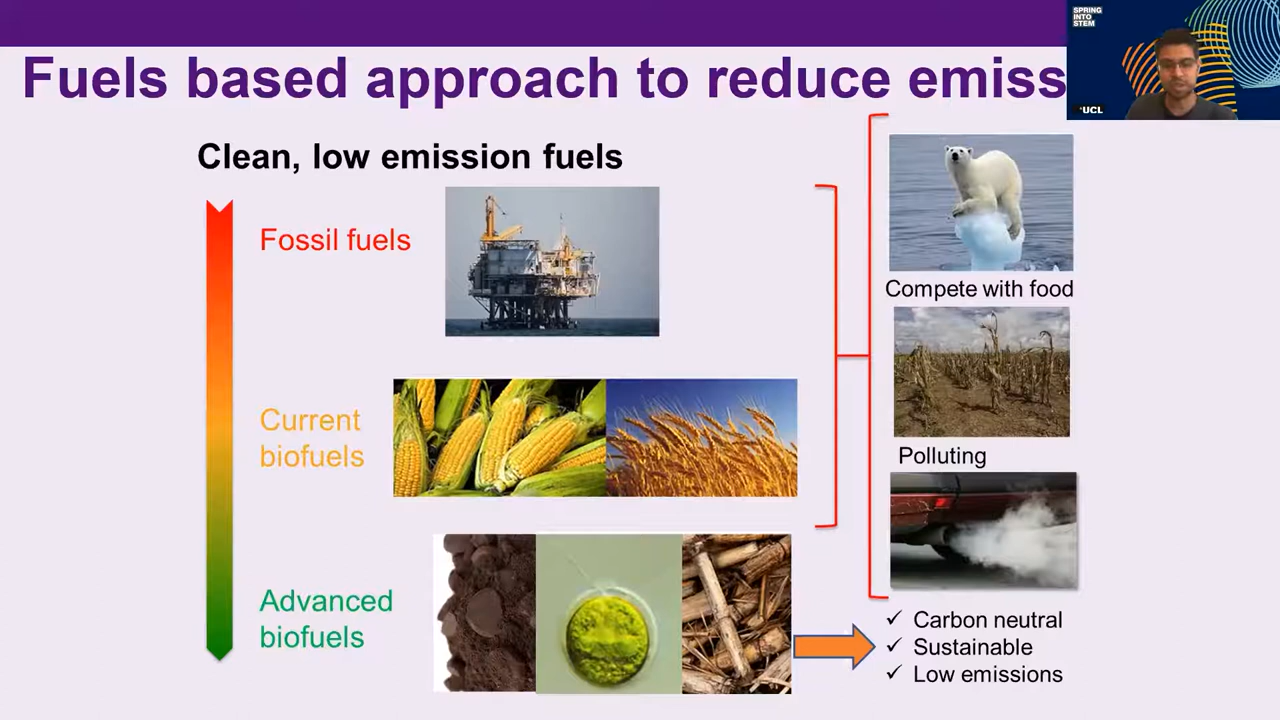 Fuels based approach to reduce emiss
SPRING
INTO
STEM
UCL
Clean, low emission fuels
Fossil fuels
Current
biofuels
Advanced
biofuels
Compete with food
Polluting
✓ Carbon neutral
✓ Sustainable
✓ Low emissions